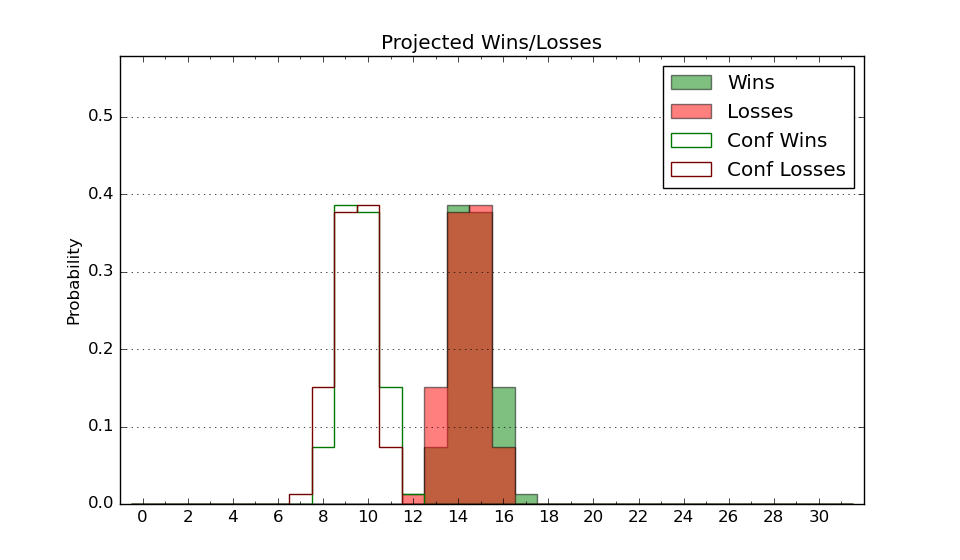 Projected Wins/Losses
Wins
Losses
Conf Wins
Conf Losses
Probability
0.5
0.4
0.3
0.2
0.1
0.0
0 2 4 6 8 10 12 14 16 18 20 22 24 26 28 30